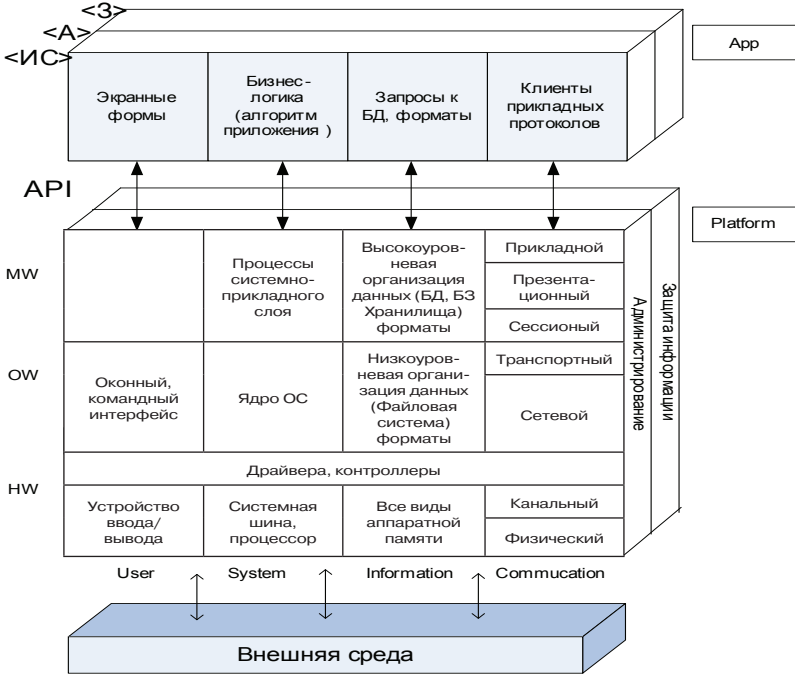 <З>
<А>
<ИС>
App
Экранные
формы
Бизнес-
логика
(алгоритм
приложения )
Запросы к
БД, форматы
Клиенты
прикладных
протоколов
API
Platform
MW
Процессы
системно-
прикладного
слоя
Высокоуров-
невая
организация
данных (БД, БЗ
Хранилища)
форматы
Прикладной
Презента-
ционный
Сессионый
OW
Оконный,
командный
интерфейс
Ядро ОС
Низкоуров-
невая органи-
зация данных
(Файловая
система)
форматы
Транспортный
Сетевой
Администрирование
Защита информации
HW
Драйвера, контроллеры
Устройство
ввода/
вывода
Системная
шина,
процессор
Все виды
аппаратной
памяти
Канальный
Физический
User
System
Information
Commucation
Внешняя среда